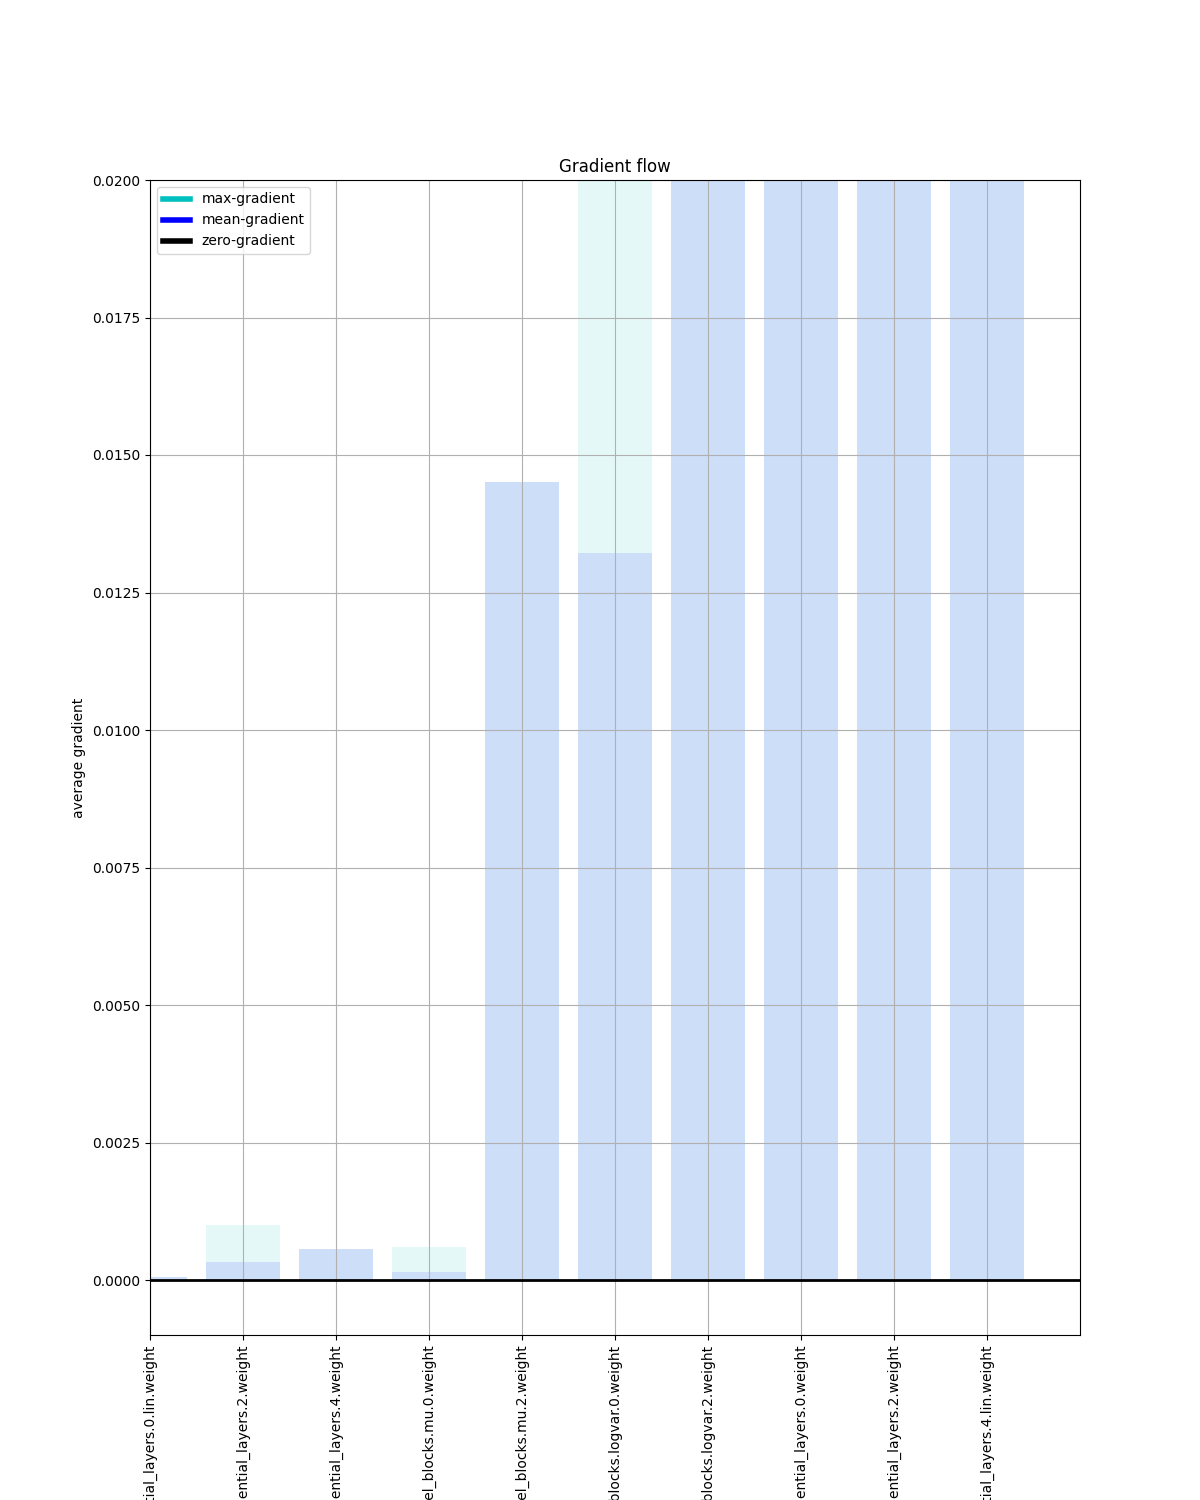 Gradient flow
max-gradient
mean-gradient
zero-gradient
0.0200
0.0175
0.0150
0.0125
0.0100
0.0075
0.0050
0.0025
0.0000
average gradient
tial_layers.0.lin.weight
ential_layers.2.weight
ential_layers.4.weight
el_blocks.mu.0.weight
el_blocks.mu.2.weight
blocks.logvar.0.weight
blocks.logvar.2.weight
ential_layers.0.weight
ential_layers.2.weight
tial_layers.4.lin.weight